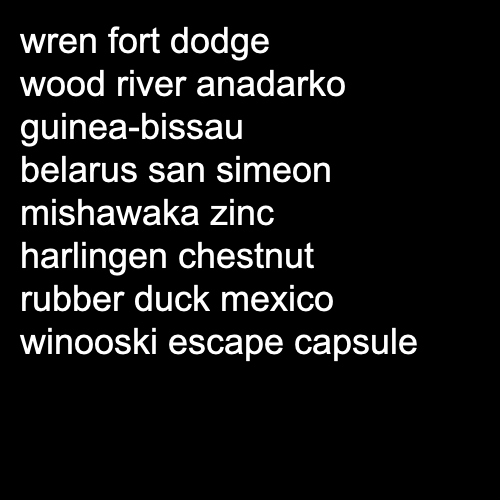 wren fort dodge
wood river anadarko
guinea-bissau
belarus san simeon
mishawaka zinc
harlingen chestnut
rubber duck mexico
winooski escape capsule